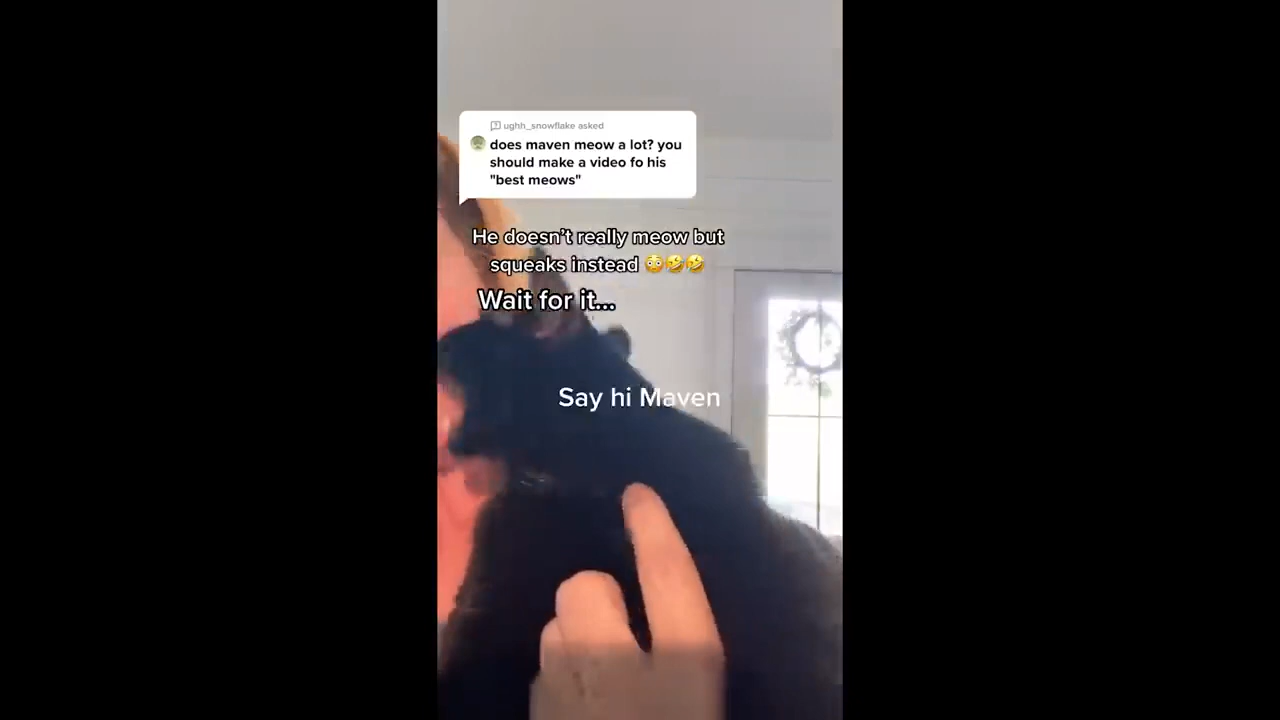 ughh_snowflake asked
does maven meow a lot? you
should make a video fo his
"best meows"
He doesn't really meow but
squeaks instead 😳🤣🤣
Wait for it...
Say hi Maven